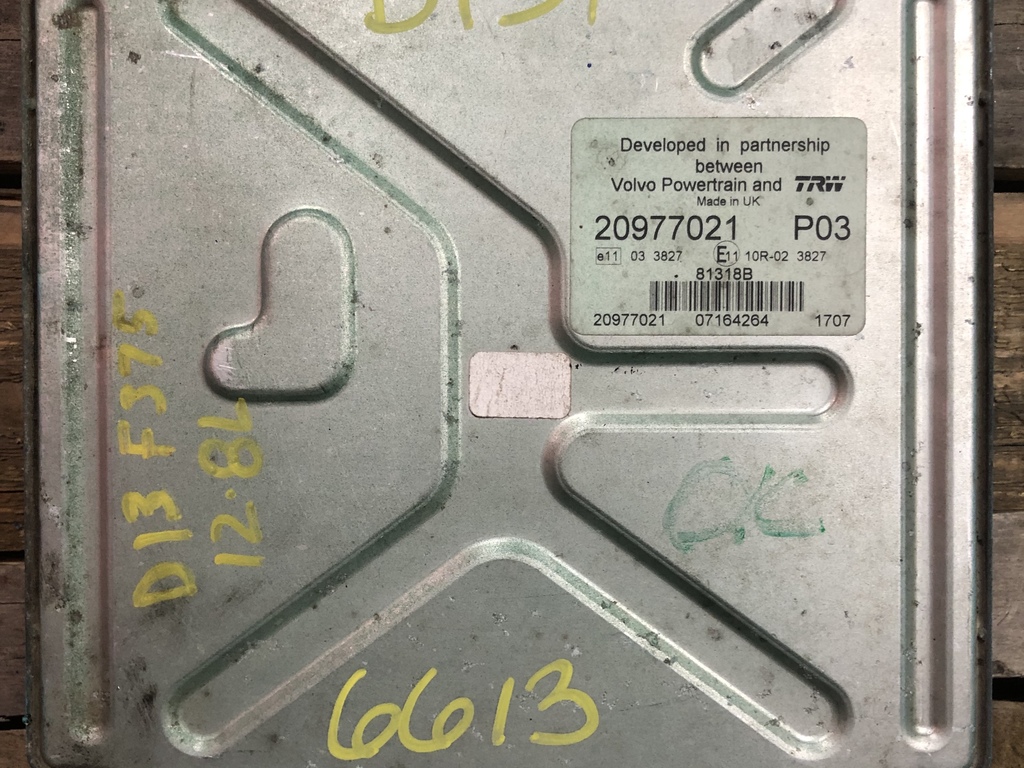 Developed in partnership
between
Volvo Powertrain and TRW
Made in UK
20977021 P03
e11 03 3827 E11 10R-02 3827
81318B
20977021 07164264 1707
D13 F375
12.8L
6613